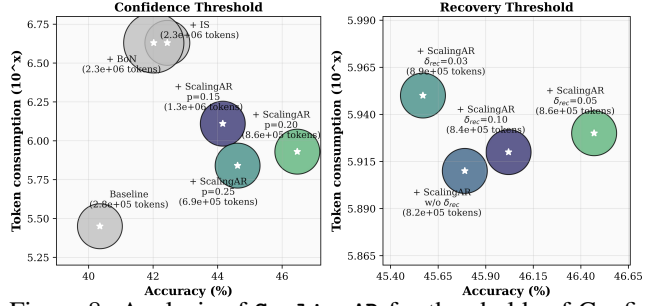 Confidence Threshold
Token consumption (10^x)
6.75
6.50
6.25
6.00
5.75
5.50
5.25
+ IS
(2.3e+06 tokens)
+ BoN
(2.3e+06 tokens)
+ ScalingAR
p=0.15
(1.3e+06 tokens)
+ ScalingAR
p=0.20
(8.6e+05 tokens)
+ ScalingAR
p=0.25
(6.9e+05 tokens)
Baseline
(2.8e+05 tokens)
40 42 44 46
Accuracy (%)
Recovery Threshold
Token consumption (10^x)
5.990
5.965
5.940
5.915
5.890
5.865
+ ScalingAR
δrec=0.03
(8.9e+05 tokens)
+ ScalingAR
δrec=0.05
(8.6e+05 tokens)
+ ScalingAR
δrec=0.10
(8.4e+05 tokens)
+ ScalingAR
w/o δrec
(8.2e+05 tokens)
45.40 45.65 45.90 46.15 46.40 46.65
Accuracy (%)